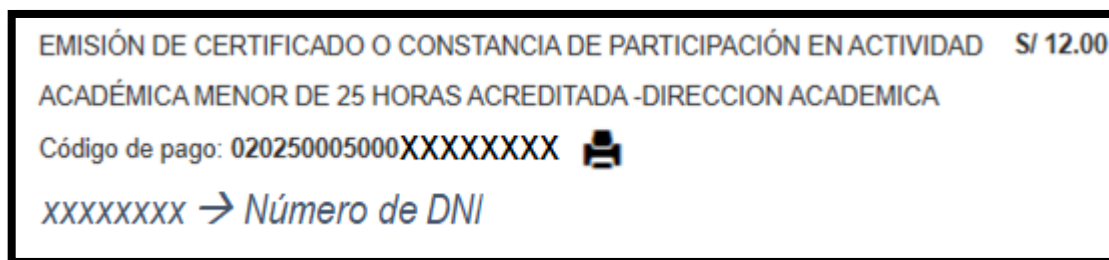 EMISIÓN DE CERTIFICADO O CONSTANCIA DE PARTICIPACIÓN EN ACTIVIDAD S/ 12.00
ACADÉMICA MENOR DE 25 HORAS ACREDITADA -DIRECCION ACADEMICA
Código de pago: 020250005000XXXXXXXX
xxxxxxxx → Número de DNI